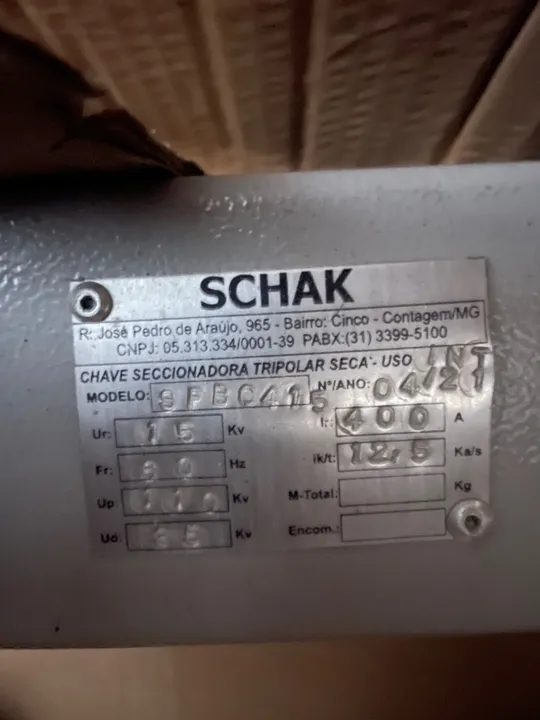 SCHAK
R: José Pedro de Araújo, 965 - Bairro: Cinco - Contagem/MG
CNPJ: 05.313.334/0001-39 PABX:(31) 3399-5100
CHAVE SECCIONADORA TRIPOLAR SECA - USO INT
MODELO: SFBC415 Nº/ANO: 04/21
Ur: 15 Kv Ir: 400 A
Fr: 60 Hz ik/t: 12,5 Ka/s
Up: 110 Kv M-Total: Kg
Ud: Kv Encom.: